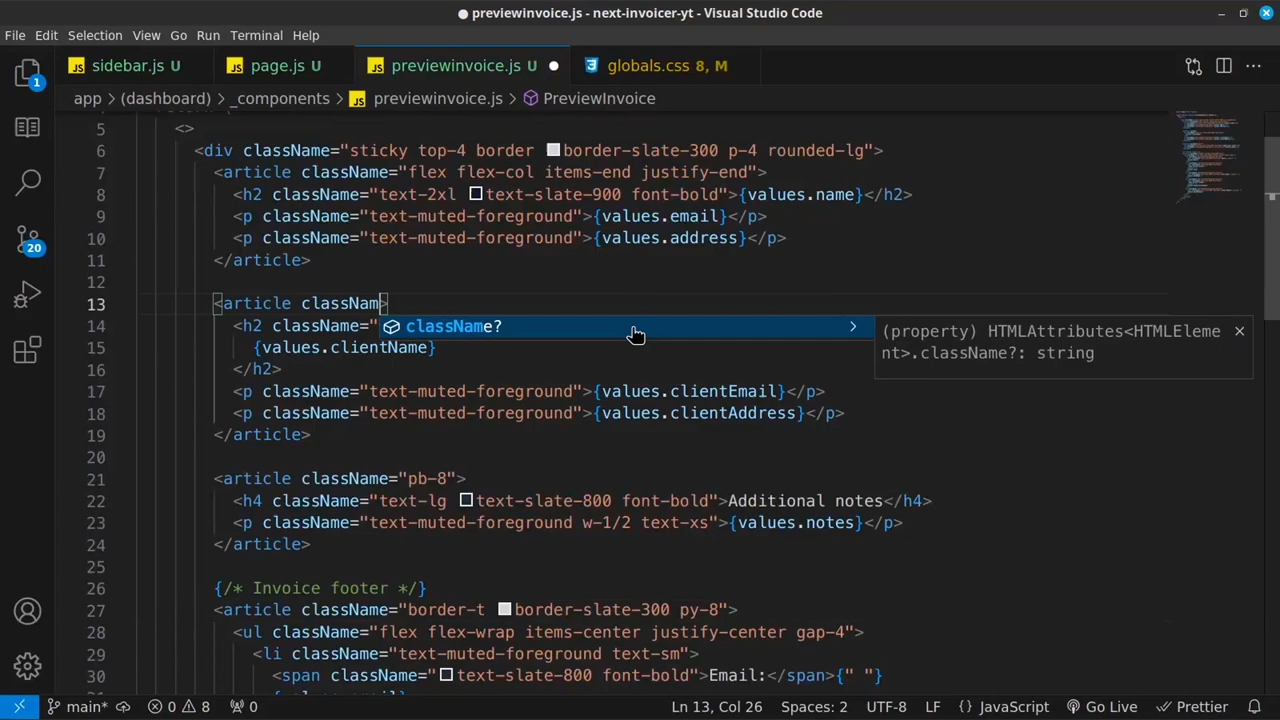 previewinvoice.js - next-invoicer-yt - Visual Studio Code
File Edit Selection View Go Run Terminal Help
JS sidebar.js U JS page.js U JS previewinvoice.js U globals.css 8, M
app > (dashboard) > _components > JS previewinvoice.js > PreviewInvoice
5 <>
6 <div className="sticky top-4 border border-slate-300 p-4 rounded-lg">
7 <article className="flex flex-col items-end justify-end">
8 <h2 className="text-2xl text-slate-900 font-bold">{values.name}</h2>
9 <p className="text-muted-foreground">{values.email}</p>
10 <p className="text-muted-foreground">{values.address}</p>
11 </article>
12
13 <article classNam>
14 <h2 className="
className?
(property) HTMLAttributes<HTMLEleme
nt>.className?: string
15 {values.clientName}
16 </h2>
17 <p className="text-muted-foreground">{values.clientEmail}</p>
18 <p className="text-muted-foreground">{values.clientAddress}</p>
19 </article>
20
21 <article className="pb-8">
22 <h4 className="text-lg text-slate-800 font-bold">Additional notes</h4>
23 <p className="text-muted-foreground w-1/2 text-xs">{values.notes}</p>
24 </article>
25
26 {/* Invoice footer */}
27 <article className="border-t border-slate-300 py-8">
28 <ul className="flex flex-wrap items-center justify-center gap-4">
29 <li className="text-muted-foreground text-sm">
30 <span className="text-slate-800 font-bold">Email:</span>{" "}
1
20
main* 0 8 0 Ln 13, Col 26 Spaces: 2 UTF-8 LF {} JavaScript Go Live Prettier